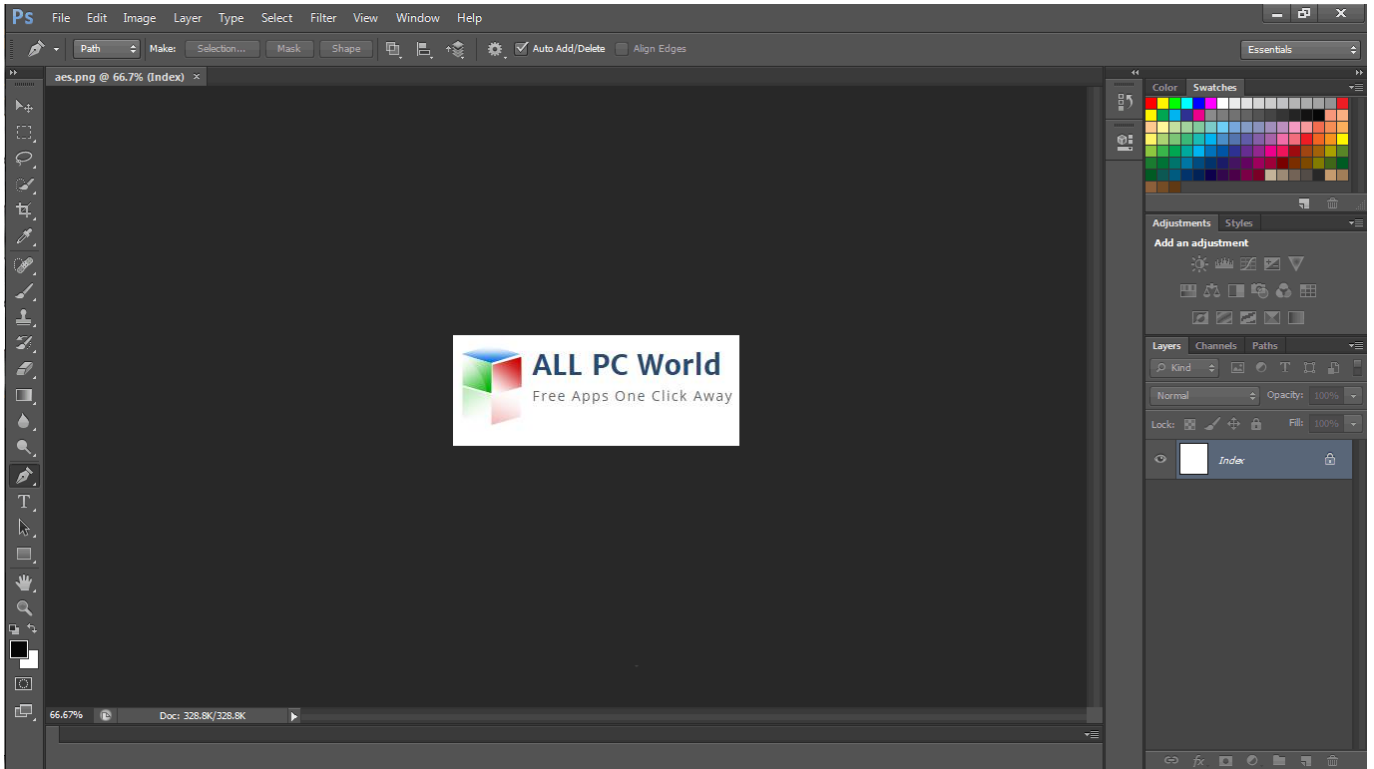 Ps File Edit Image Layer Type Select Filter View Window Help
Path Make: Selection... Mask Shape Auto Add/Delete Align Edges Essentials
aes.png @ 66.7% (Index) ×
Color Swatches
Adjustments Styles
Add an adjustment
ALL PC World
Free Apps One Click Away
Layers Channels Paths
Kind
Normal Opacity: 100%
Lock: Fill: 100%
Index
66.67% Doc: 328.8K/328.8K